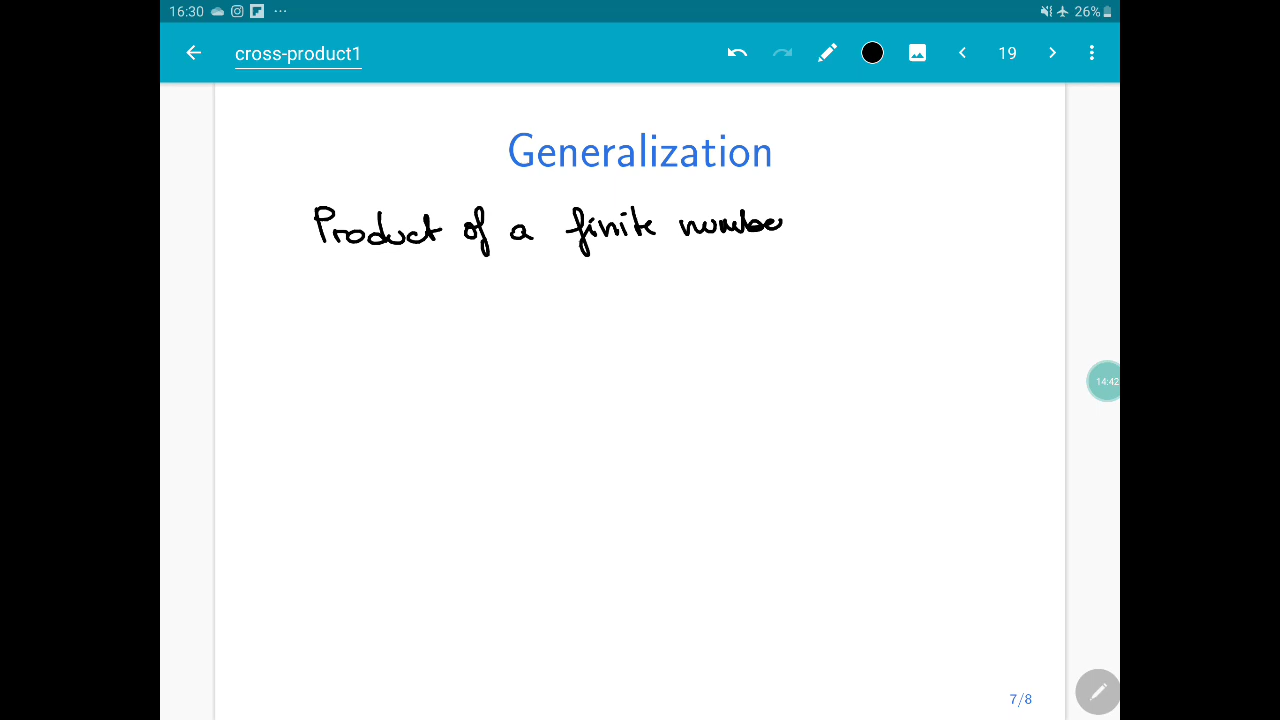 16:30 ... 26%
cross-product1 19
Generalization
Product of a finite numbe
14:42
7/8